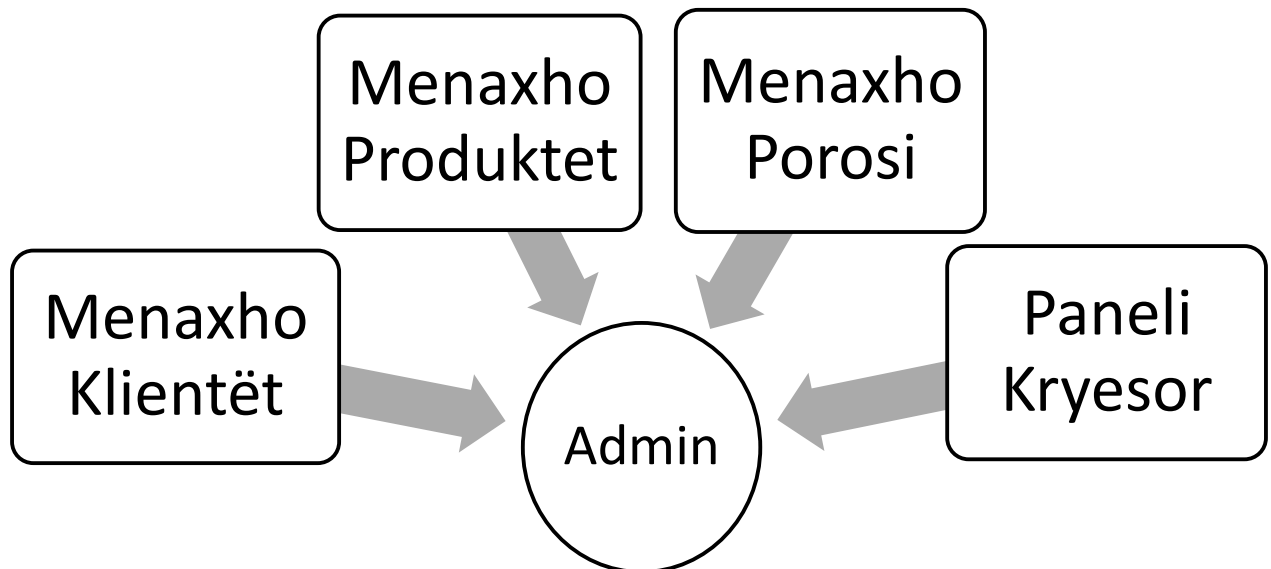 Menaxho
Produktet
Menaxho
Porosi
Menaxho
Klientët
Paneli
Kryesor
Admin